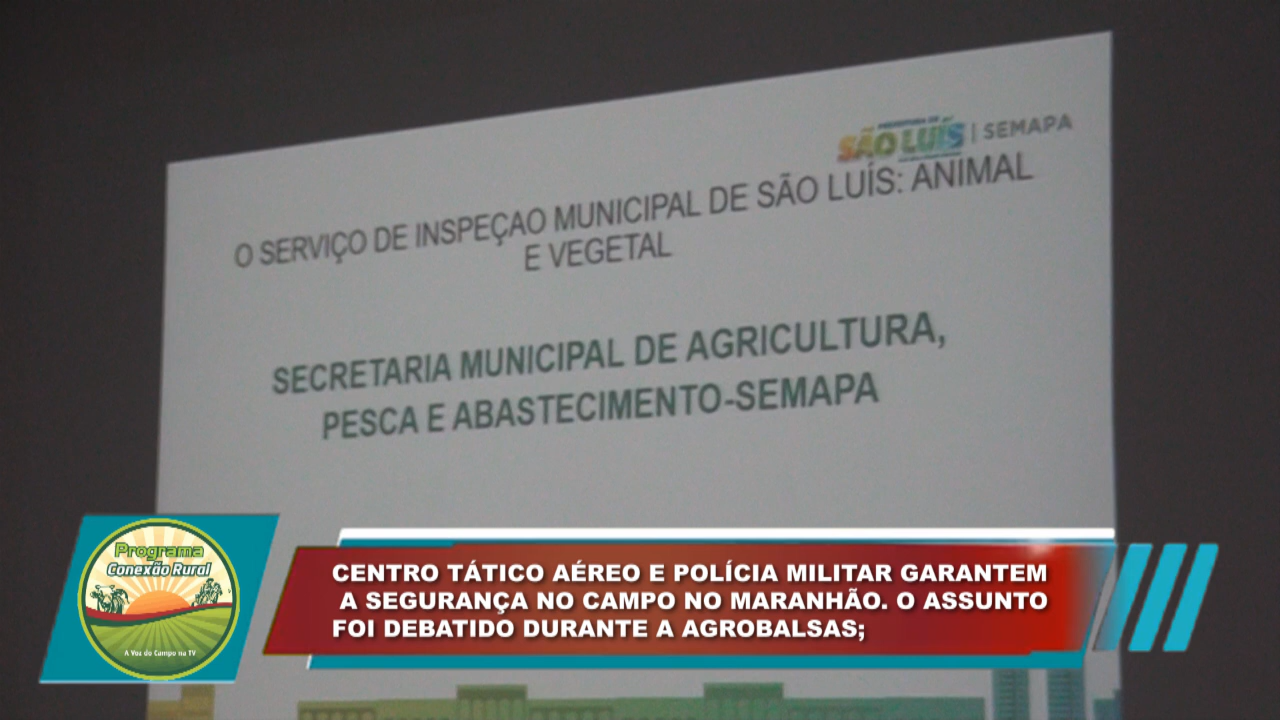 PREFEITURA DE
SÃO LUÍS | SEMAPA
O SERVIÇO DE INSPEÇAO MUNICIPAL DE SÃO LUÍS: ANIMAL
E VEGETAL
SECRETARIA MUNICIPAL DE AGRICULTURA,
PESCA E ABASTECIMENTO-SEMAPA
Programa
Conexão Rural
A Voz do Campo na TV
CENTRO TÁTICO AÉREO E POLÍCIA MILITAR GARANTEM
A SEGURANÇA NO CAMPO NO MARANHÃO. O ASSUNTO
FOI DEBATIDO DURANTE A AGROBALSAS;